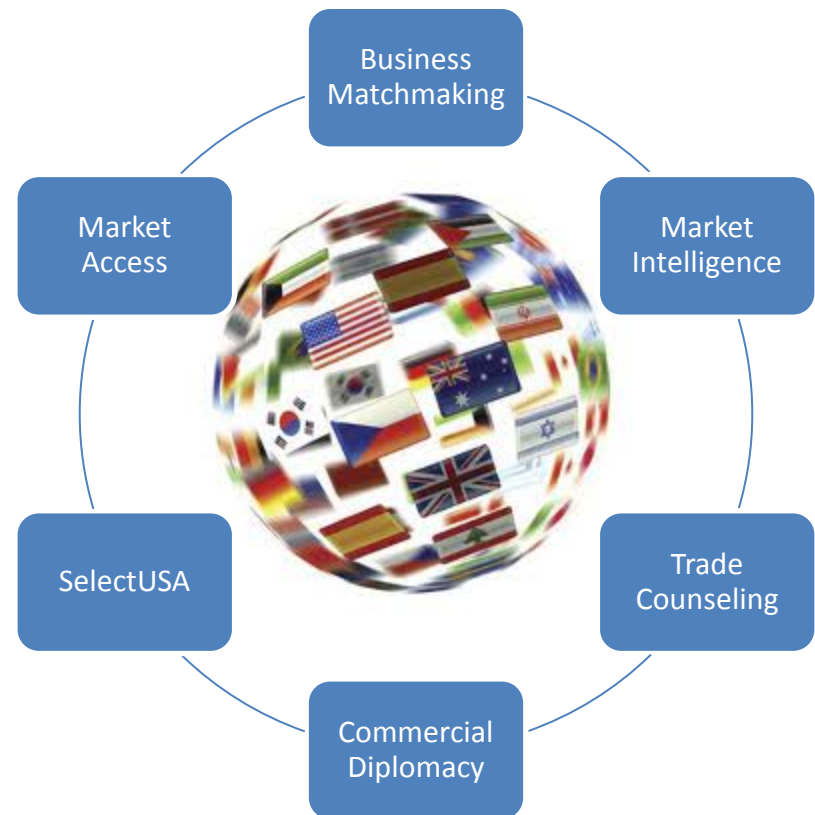 Business
Matchmaking
Market
Intelligence
Trade
Counseling
Commercial
Diplomacy
SelectUSA
Market
Access